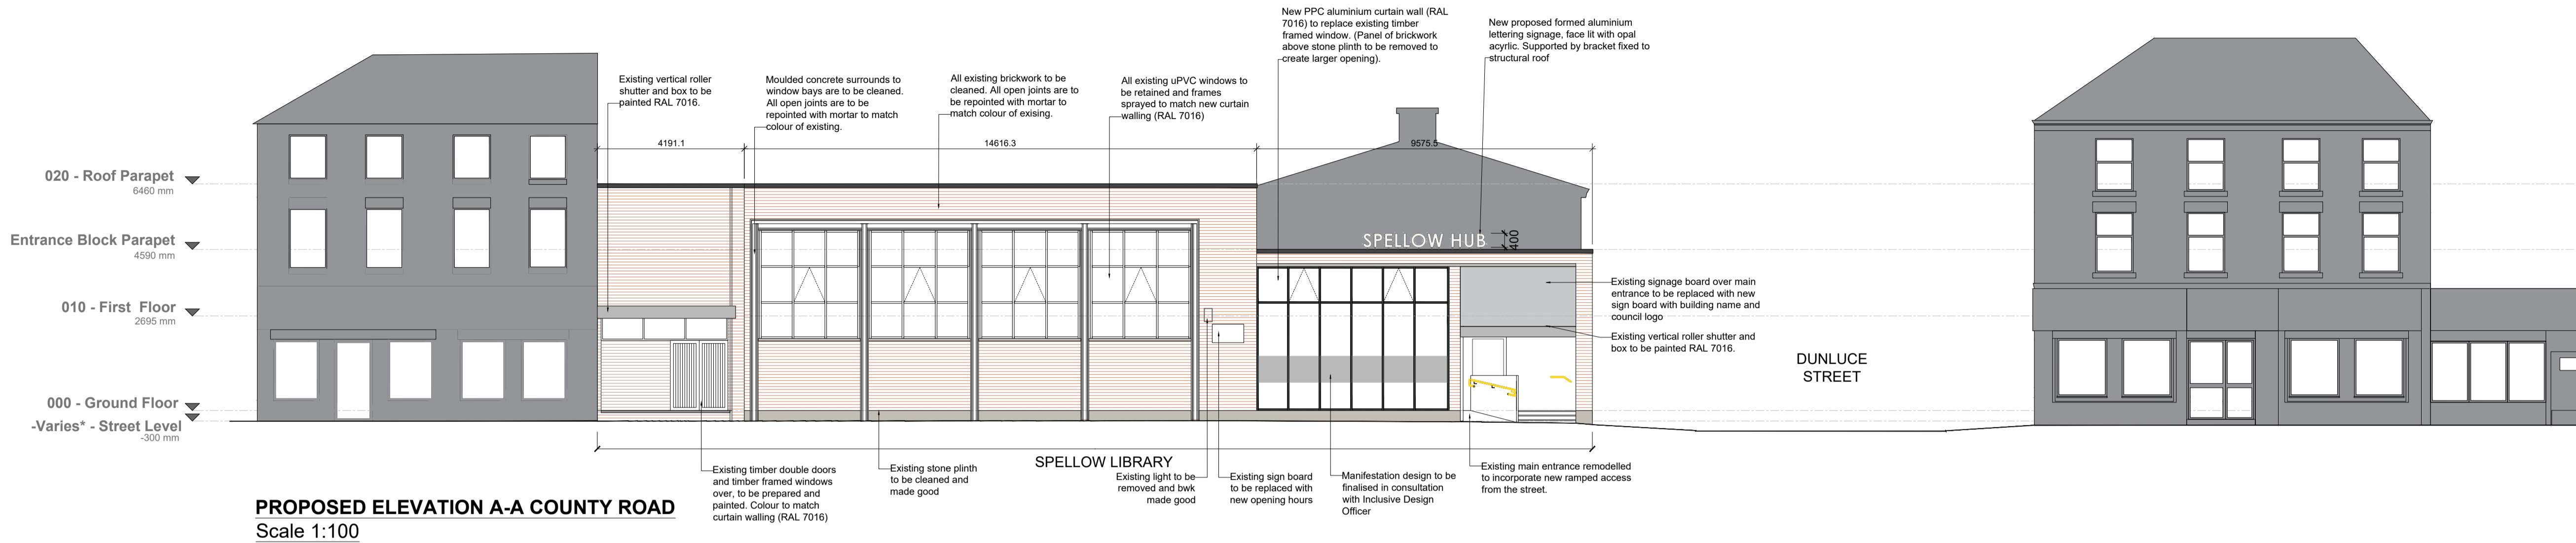 New PPC aluminium curtain wall (RAL
7016) to replace existing timber
framed window. (Panel of brickwork
above stone plinth to be removed to
create larger opening).
New proposed formed aluminium
lettering signage, face lit with opal
acyrlic. Supported by bracket fixed to
structural roof
Existing vertical roller
shutter and box to be
painted RAL 7016.
Moulded concrete surrounds to
window bays are to be cleaned.
All open joints are to be
repointed with mortar to match
colour of existing.
All existing brickwork to be
cleaned. All open joints are to
be repointed with mortar to
match colour of exising.
All existing uPVC windows to
be retained and frames
sprayed to match new curtain
walling (RAL 7016)
4191.1
14616.3
9575.5
020 - Roof Parapet
6460 mm
Entrance Block Parapet
4590 mm
010 - First Floor
2695 mm
000 - Ground Floor
-Varies* - Street Level
-300 mm
SPELLOW HUB
400
Existing signage board over main
entrance to be replaced with new
sign board with building name and
council logo
Existing vertical roller shutter and
box to be painted RAL 7016.
DUNLUCE
STREET
SPELLOW LIBRARY
Existing timber double doors
and timber framed windows
over, to be prepared and
painted. Colour to match
curtain walling (RAL 7016)
Existing stone plinth
to be cleaned and
made good
Existing light to be
removed and bwk
made good
Existing sign board
to be replaced with
new opening hours
Manifestation design to be
finalised in consultation
with Inclusive Design
Officer
Existing main entrance remodelled
to incorporate new ramped access
from the street.
PROPOSED ELEVATION A-A COUNTY ROAD
Scale 1:100